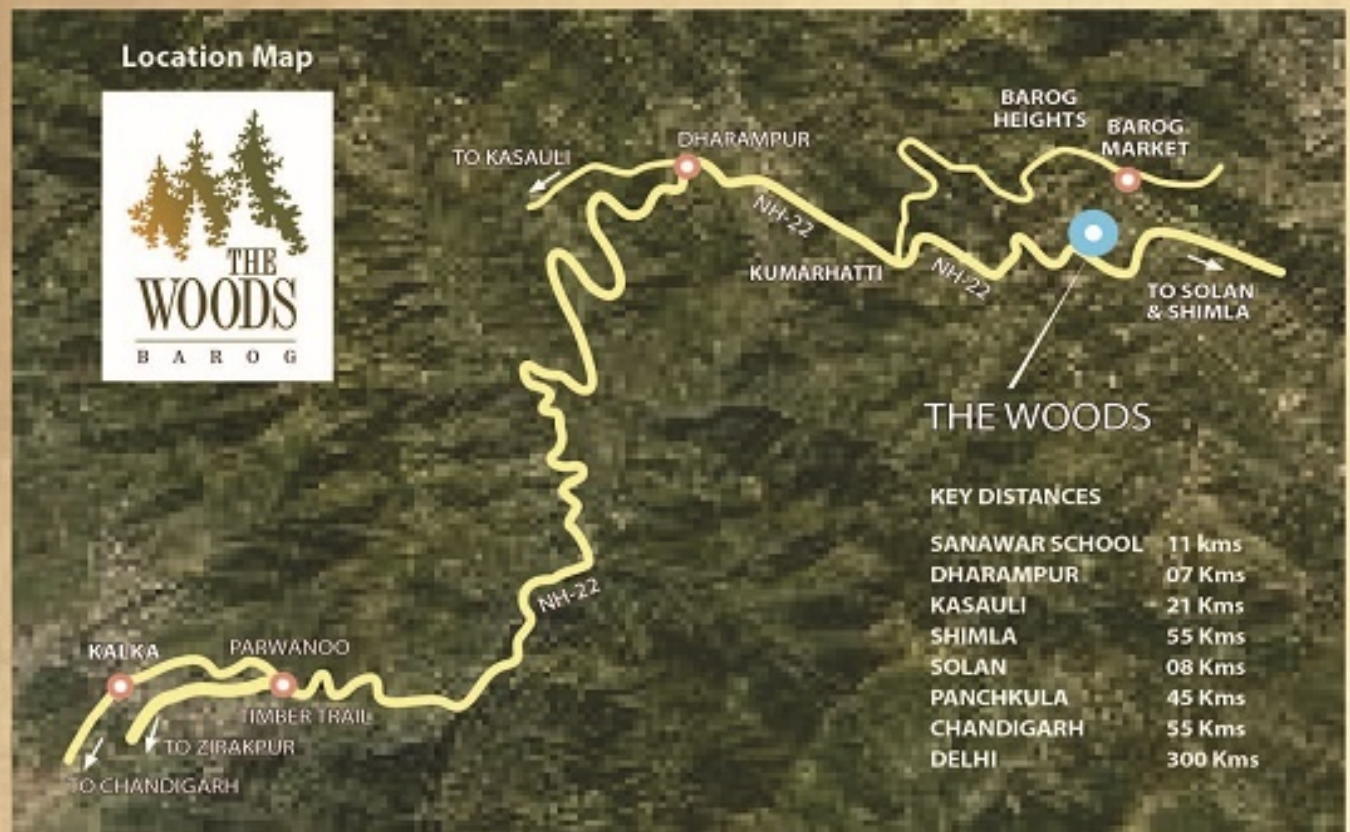 Location Map
THE
WOODS
BAROG
TO KASAULI
DHARAMPUR
BAROG
HEIGHTS
BAROG
MARKET
NH-22
KUMARHATTI
NH-22
TO SOLAN
& SHIMLA
THE WOODS
NH-22
KALKA
PARWANOO
TIMBER TRAIL
TO ZIRAKPUR
TO CHANDIGARH
KEY DISTANCES
SANAWAR SCHOOL 11 kms
DHARAMPUR 07 Kms
KASAULI 21 Kms
SHIMLA 55 Kms
SOLAN 08 Kms
PANCHKULA 45 Kms
CHANDIGARH 55 Kms
DELHI 300 Kms